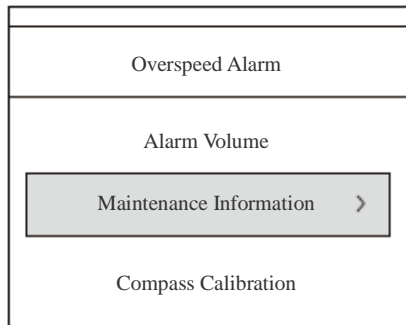 Overspeed Alarm
Alarm Volume
Maintenance Information
Compass Calibration